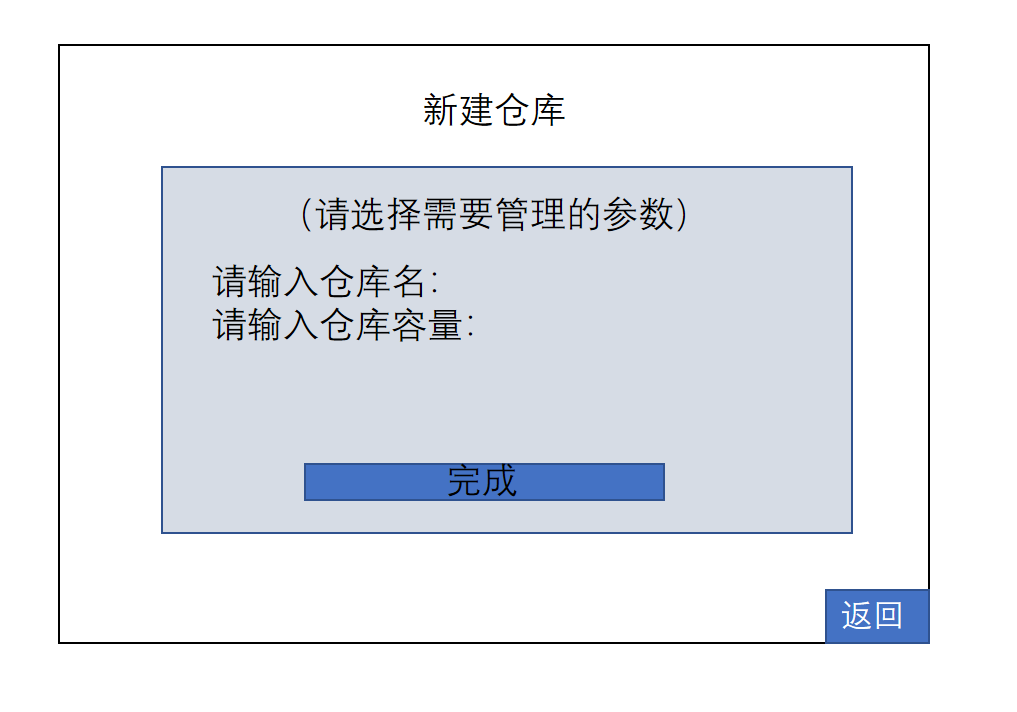 新建仓库
（请选择需要管理的参数）
请输入仓库名：
请输入仓库容量：
完成
返回